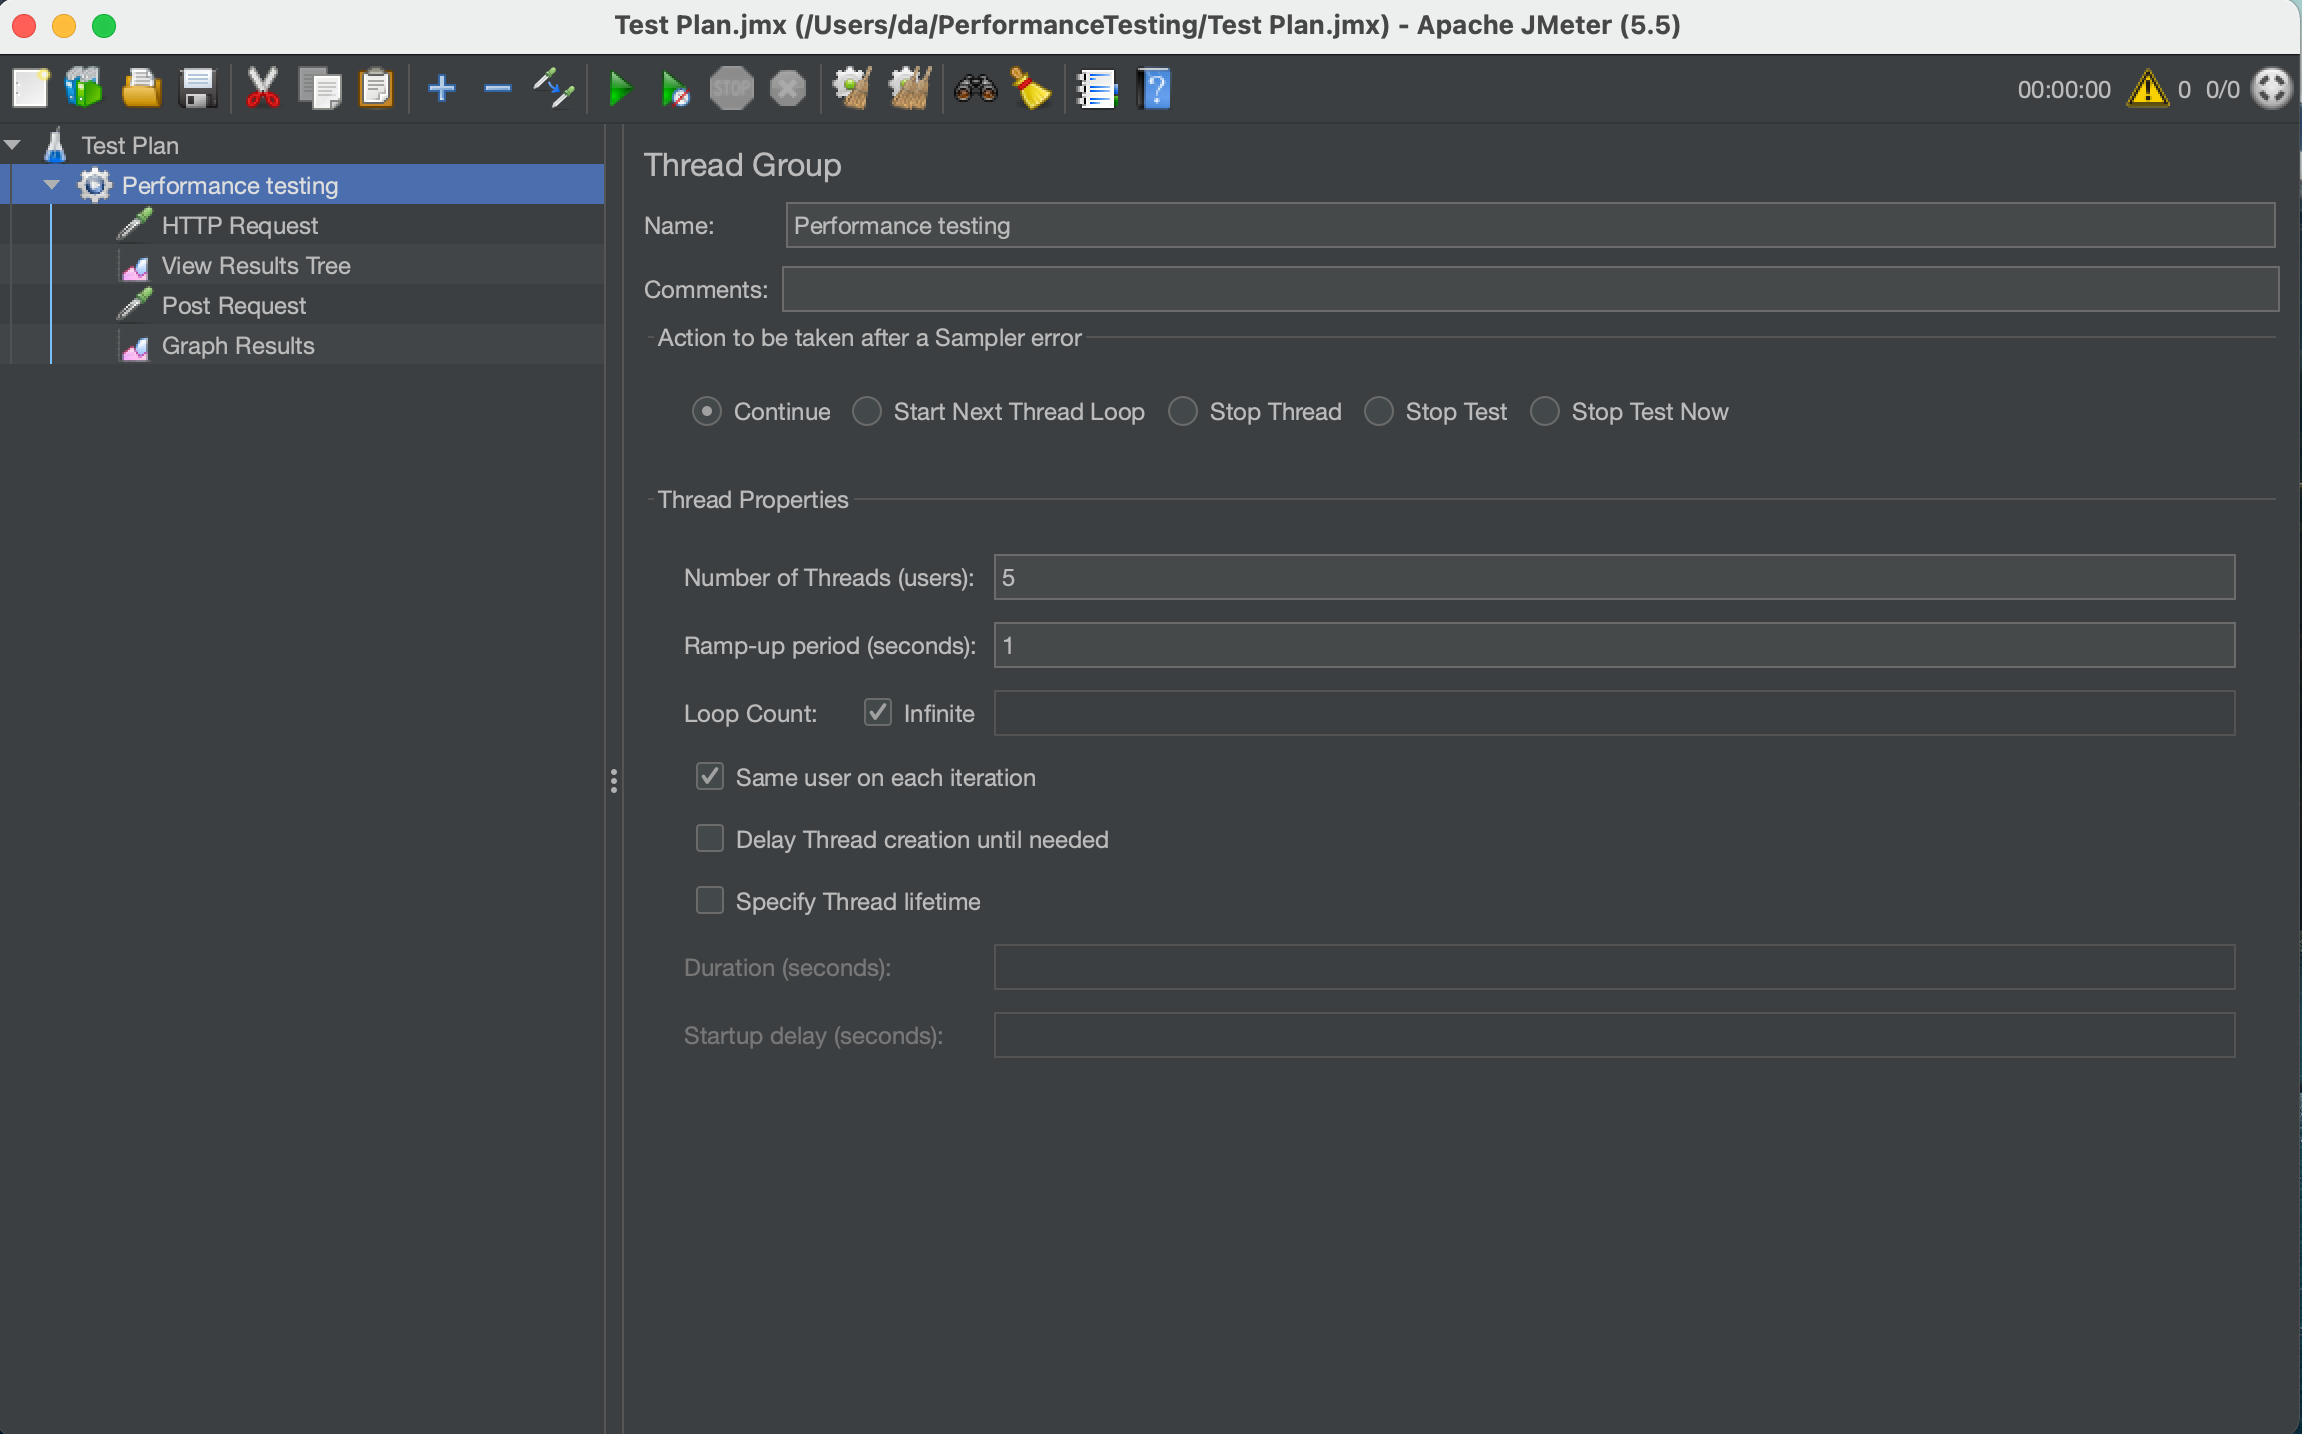 Test Plan.jmx (/Users/da/PerformanceTesting/Test Plan.jmx) - Apache JMeter (5.5)
STOP
?
00:00:00 0 0/0
Test Plan
Performance testing
HTTP Request
View Results Tree
Post Request
Graph Results
Thread Group
Name: Performance testing
Comments:
Action to be taken after a Sampler error
Continue Start Next Thread Loop Stop Thread Stop Test Stop Test Now
Thread Properties
Number of Threads (users): 5
Ramp-up period (seconds): 1
Loop Count: Infinite
Same user on each iteration
Delay Thread creation until needed
Specify Thread lifetime
Duration (seconds):
Startup delay (seconds):